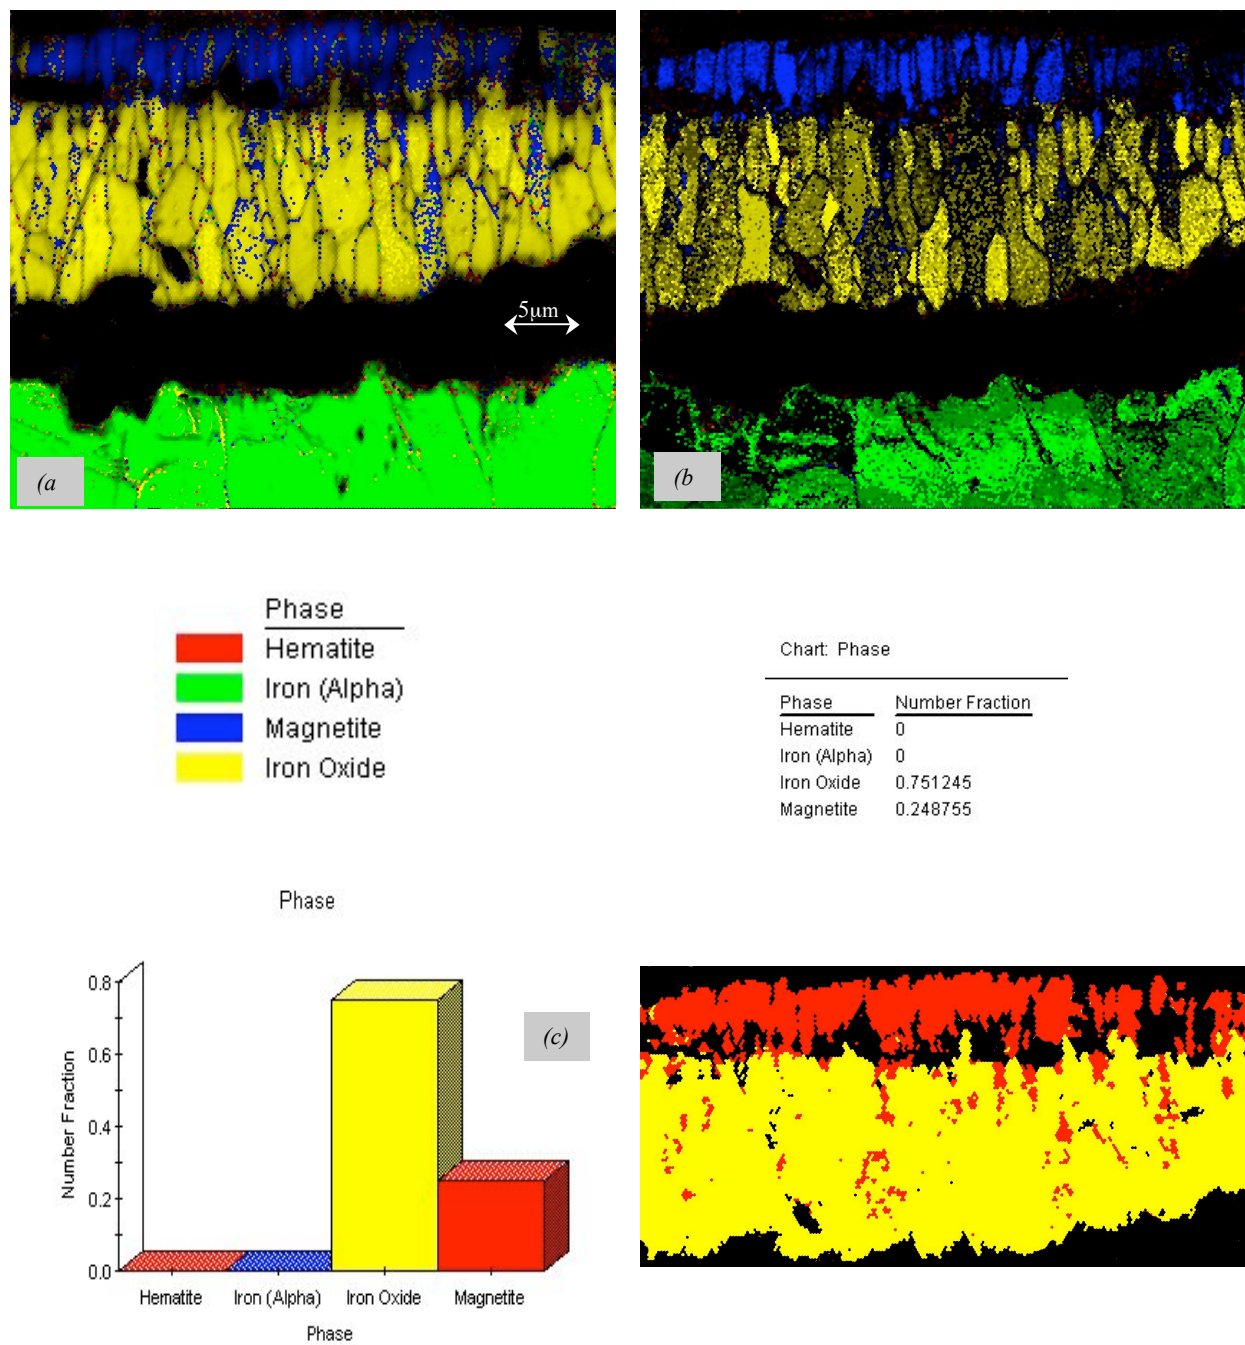 5µm
(a
(b
Phase
Hematite
Iron (Alpha)
Magnetite
Iron Oxide
Chart: Phase
Phase Number Fraction
Hematite 0
Iron (Alpha) 0
Iron Oxide 0.751245
Magnetite 0.248755
Phase
0.8
0.6
0.4
0.2
0.0
Number Fraction
Hematite Iron (Alpha) Iron Oxide Magnetite
Phase
(c)